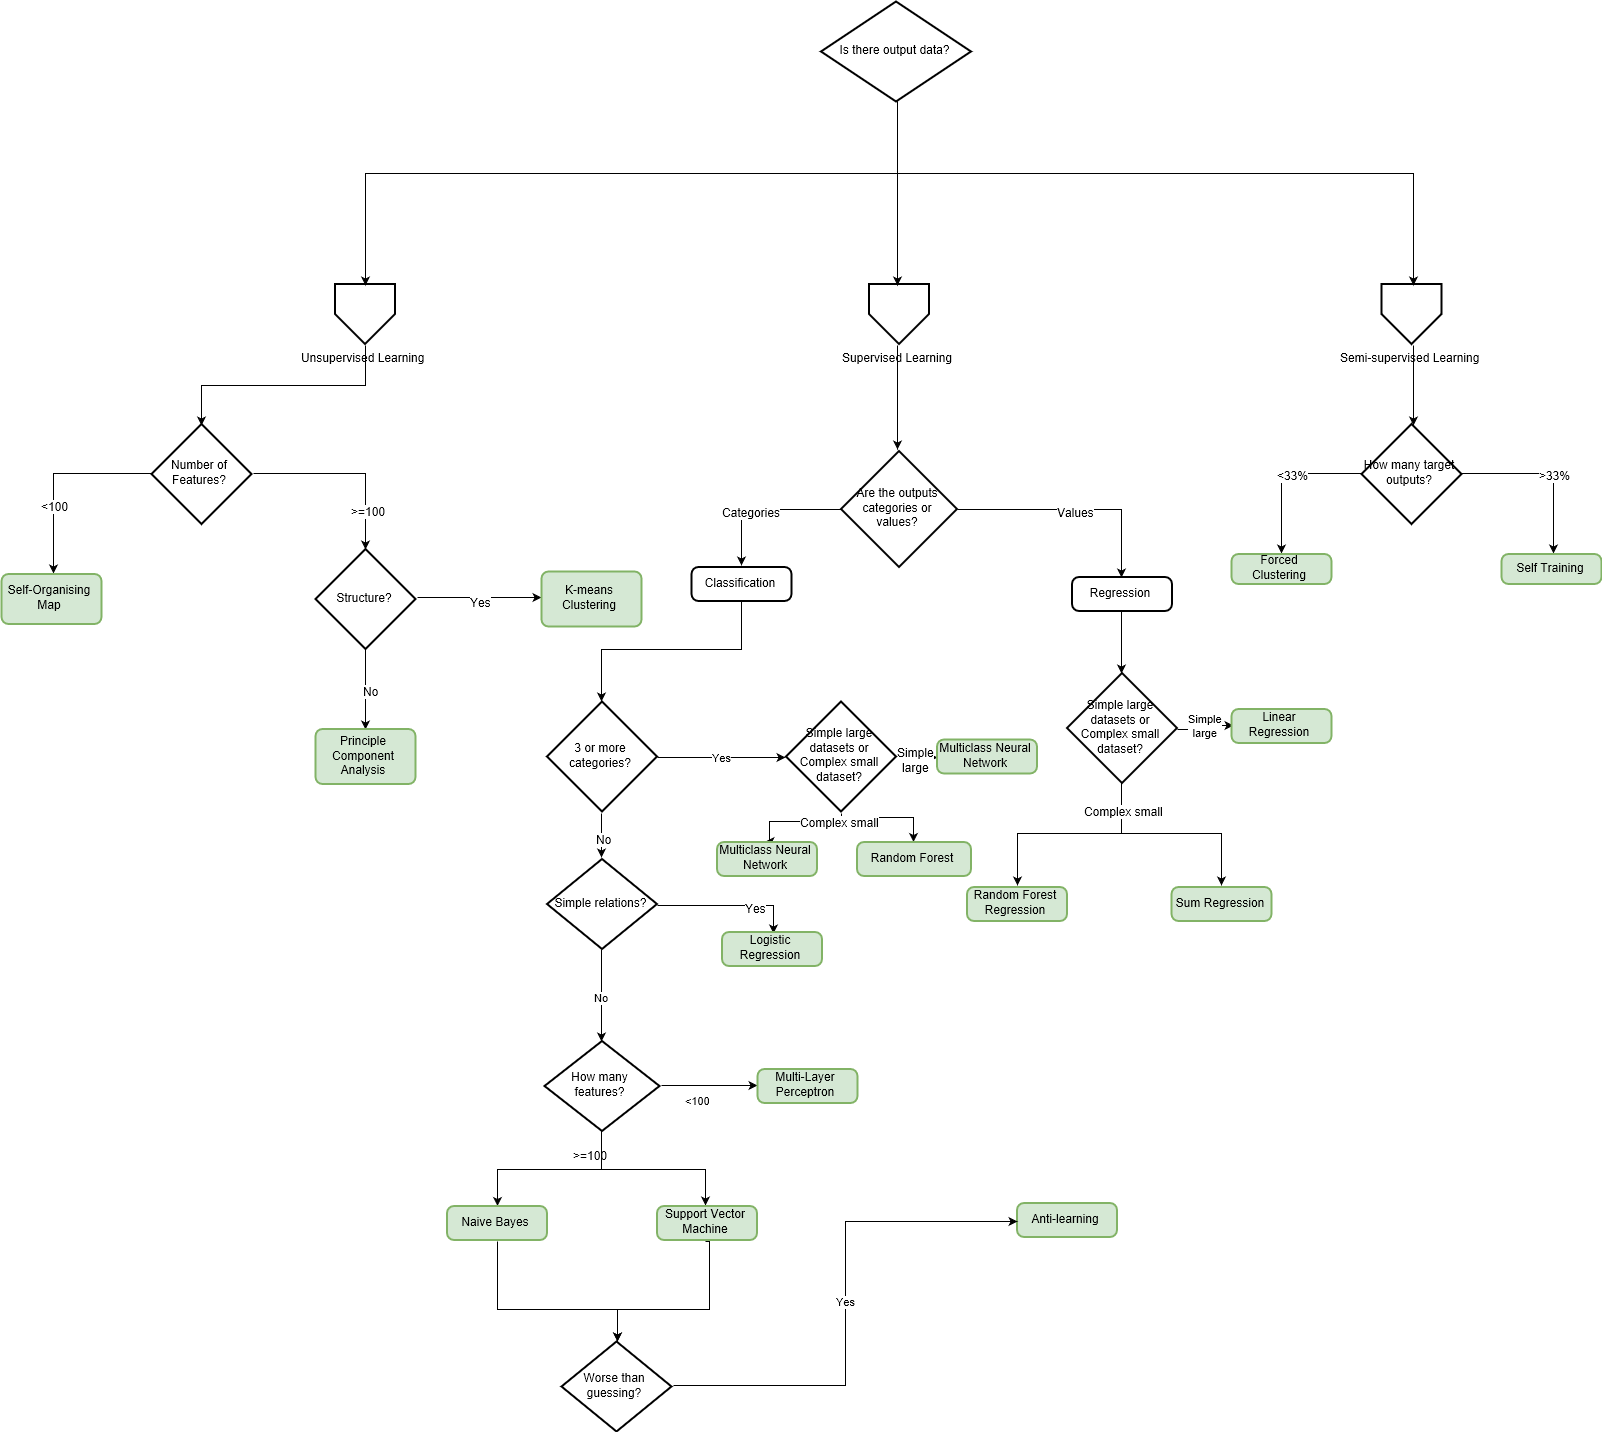 Is there output data?
Unsupervised Learning
Supervised Learning
Semi-supervised Learning
Number of
Features?
<100
>=100
Are the outputs
categories or
values?
Categories
Values
How many target
outputs?
<33%
>33%
Self-Organising
Map
Structure?
Yes
K-means
Clustering
No
Principle
Component
Analysis
Classification
Regression
Forced
Clustering
Self Training
3 or more
categories?
Yes
Simple large
datasets or
Complex small
dataset?
Simple
large
Multiclass Neural
Network
Complex small
Multiclass Neural
Network
Random Forest
Simple large
datasets or
Complex small
dataset?
Simple
large
Linear
Regression
Complex small
Random Forest
Regression
Sum Regression
No
Simple relations?
Yes
Logistic
Regression
No
How many
features?
<100
Multi-Layer
Perceptron
>=100
Naive Bayes
Support Vector
Machine
Anti-learning
Yes
Worse than
guessing?